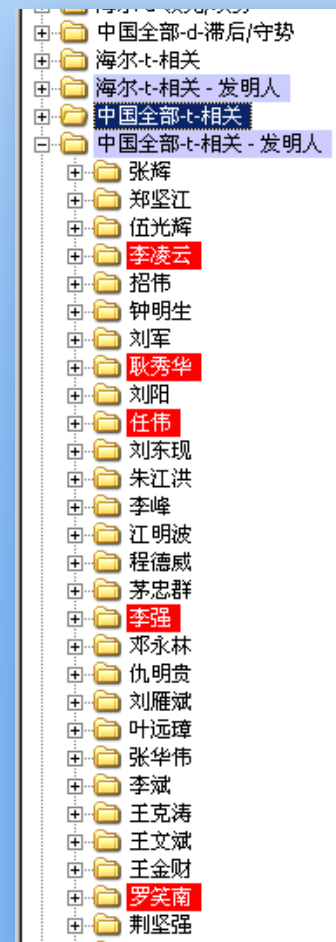 中国全部-d-滞后/守势
海尔-t-相关
海尔-t-相关 - 发明人
中国全部-t-相关
中国全部-t-相关 - 发明人
张辉
郑坚江
伍光辉
李凌云
招伟
钟明生
刘军
耿秀华
刘阳
任伟
刘东现
朱江洪
李峰
江明波
程德威
茅忠群
李强
邓永林
仇明贵
刘雁斌
叶远璋
张华伟
李斌
王克涛
王文斌
王金财
罗笑南
荆坚强